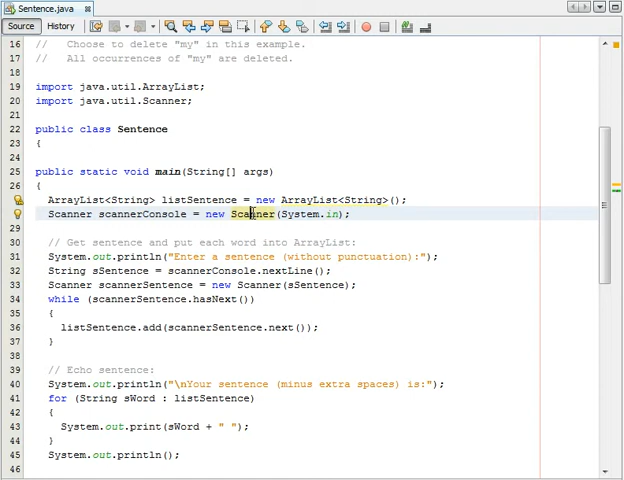 Sentence.java
Source History
16 //   Choose to delete "my" in this example.
17 //   All occurrences of "my" are deleted.
18
19 import java.util.ArrayList;
20 import java.util.Scanner;
21
22 public class Sentence
23 {
24
25 public static void main(String[] args)
26 {
ArrayList<String> listSentence = new ArrayList<String>();
Scanner scannerConsole = new Scanner(System.in);
29
30 // Get sentence and put each word into ArrayList:
31 System.out.println("Enter a sentence (without punctuation):");
32 String sSentence = scannerConsole.nextLine();
33 Scanner scannerSentence = new Scanner(sSentence);
34 while (scannerSentence.hasNext())
35 {
36 listSentence.add(scannerSentence.next());
37 }
38
39 // Echo sentence:
40 System.out.println("\nYour sentence (minus extra spaces) is:");
41 for (String sWord : listSentence)
42 {
43 System.out.print(sWord + " ");
44 }
45 System.out.println();
46